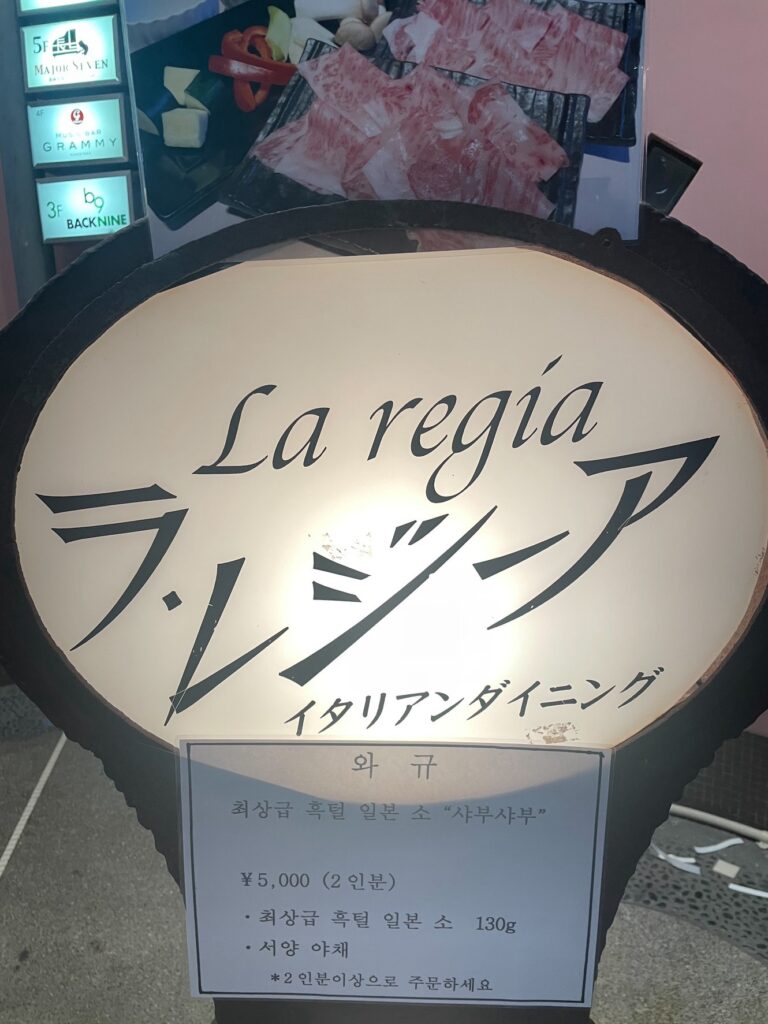 5F
MAJOR SEVEN
4F
MUSIC BAR
GRAMMY
3F b9
BACKNINE
La regia
ラ・レジーア
イタリアンダイニング
와 규
최상급 흑털 일본 소 “샤부샤부”
¥5,000 (2인분)
・최상급 흑털 일본 소 130g
・서양 야채
*2인분이상으로 주문하세요